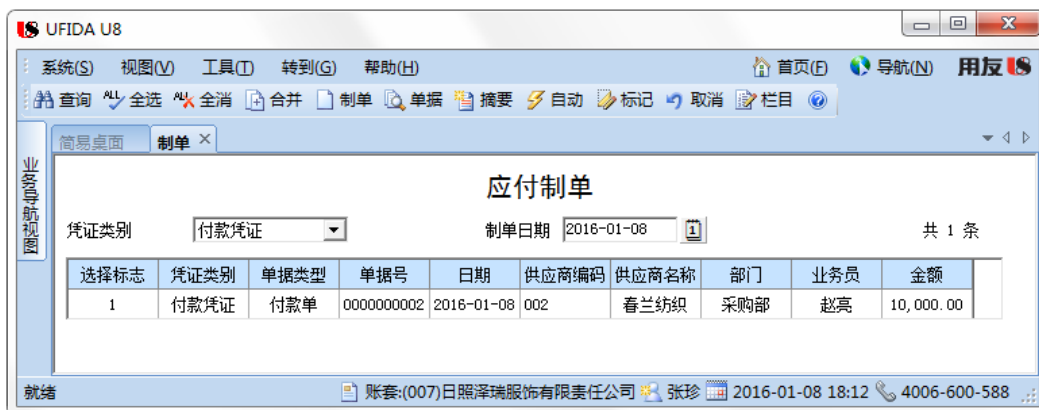 UFIDA U8
系统(S) 视图(V) 工具(T) 转到(G) 帮助(H) 首页(F) 导航(N) 用友U8
查询 ALL 全选 ALL 全消 合并 制单 单据 摘要 自动 标记 取消 栏目
简易桌面 制单
业务导航视图
应付制单
凭证类别 付款凭证 制单日期 2016-01-08 1 共 1 条
选择标志 凭证类别 单据类型 单据号 日期 供应商编码 供应商名称 部门 业务员 金额
1 付款凭证 付款单 0000000002 2016-01-08 002 春兰纺织 采购部 赵亮 10,000.00
就绪 账套:(007)日照泽瑞服饰有限责任公司 张珍 2016-01-08 18:12 4006-600-588